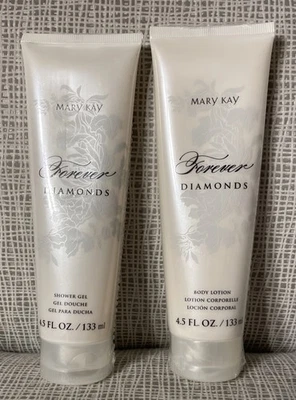 MARY KAY
Forever
DIAMONDS
SHOWER GEL
GEL DOUCHE
GEL PARA DUCHA
4.5 FL. OZ. / 133 ml
MARY KAY
Forever
DIAMONDS
BODY LOTION
LOTION CORPORELLE
LOCIÓN CORPORAL
4.5 FL. OZ. / 133 ml